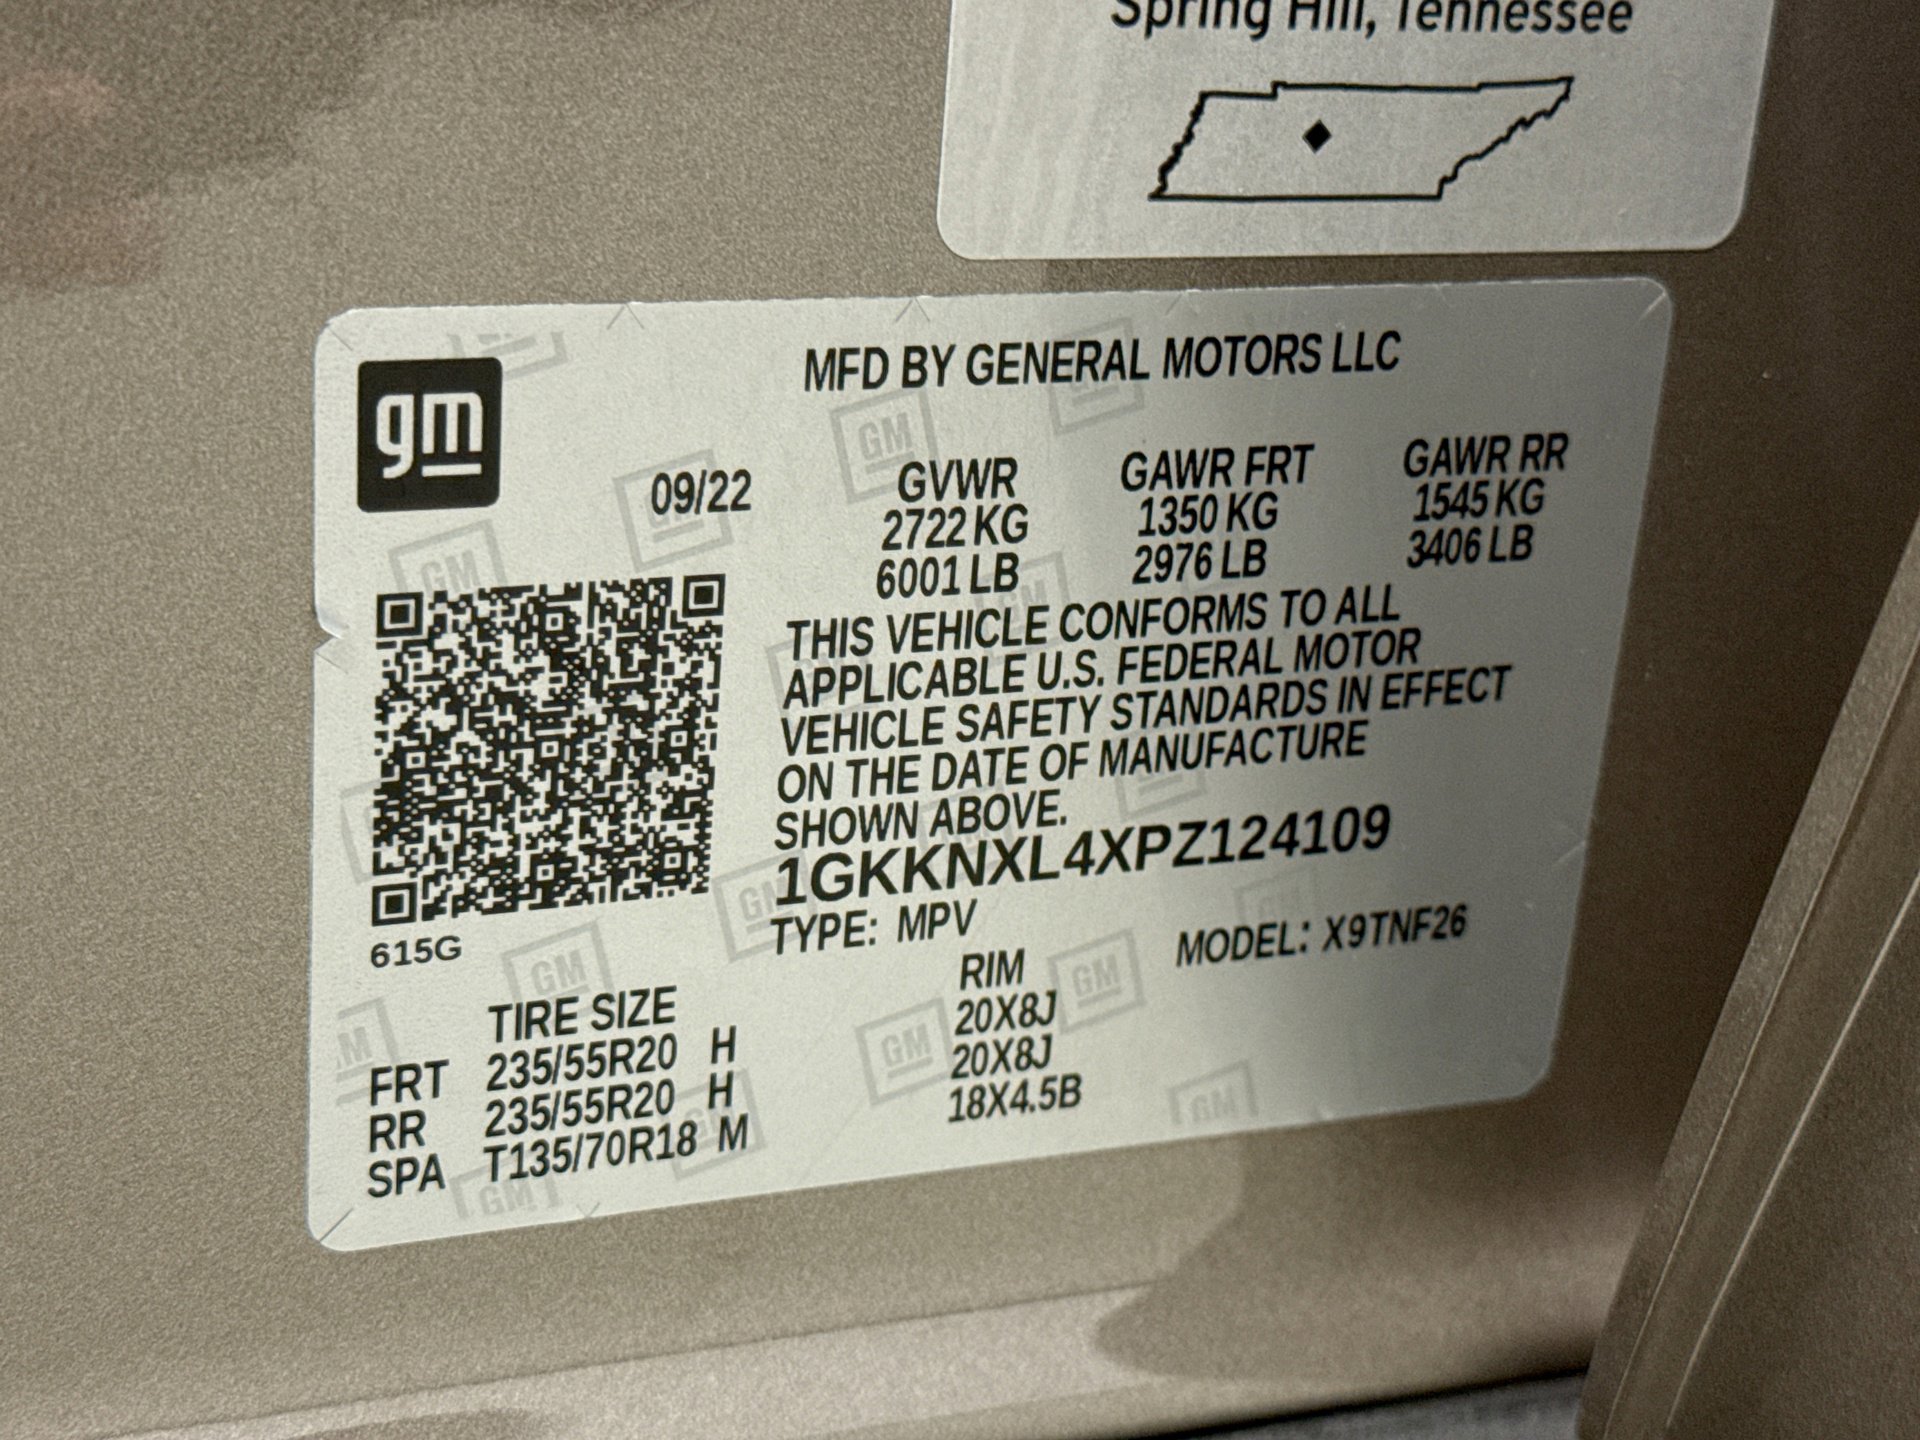 Spring Hill, Tennessee
gm
MFD BY GENERAL MOTORS LLC
09/22
GVWR GAWR FRT GAWR RR
2722 KG 1350 KG 1545 KG
6001 LB 2976 LB 3406 LB
THIS VEHICLE CONFORMS TO ALL
APPLICABLE U.S. FEDERAL MOTOR
VEHICLE SAFETY STANDARDS IN EFFECT
ON THE DATE OF MANUFACTURE
SHOWN ABOVE.
1GKKNXL4XPZ124109
TYPE: MPV MODEL: X9TNF26
615G
TIRE SIZE RIM
FRT 235/55R20 H 20X8J
RR 235/55R20 H 20X8J
SPA T135/70R18 M 18X4.5B